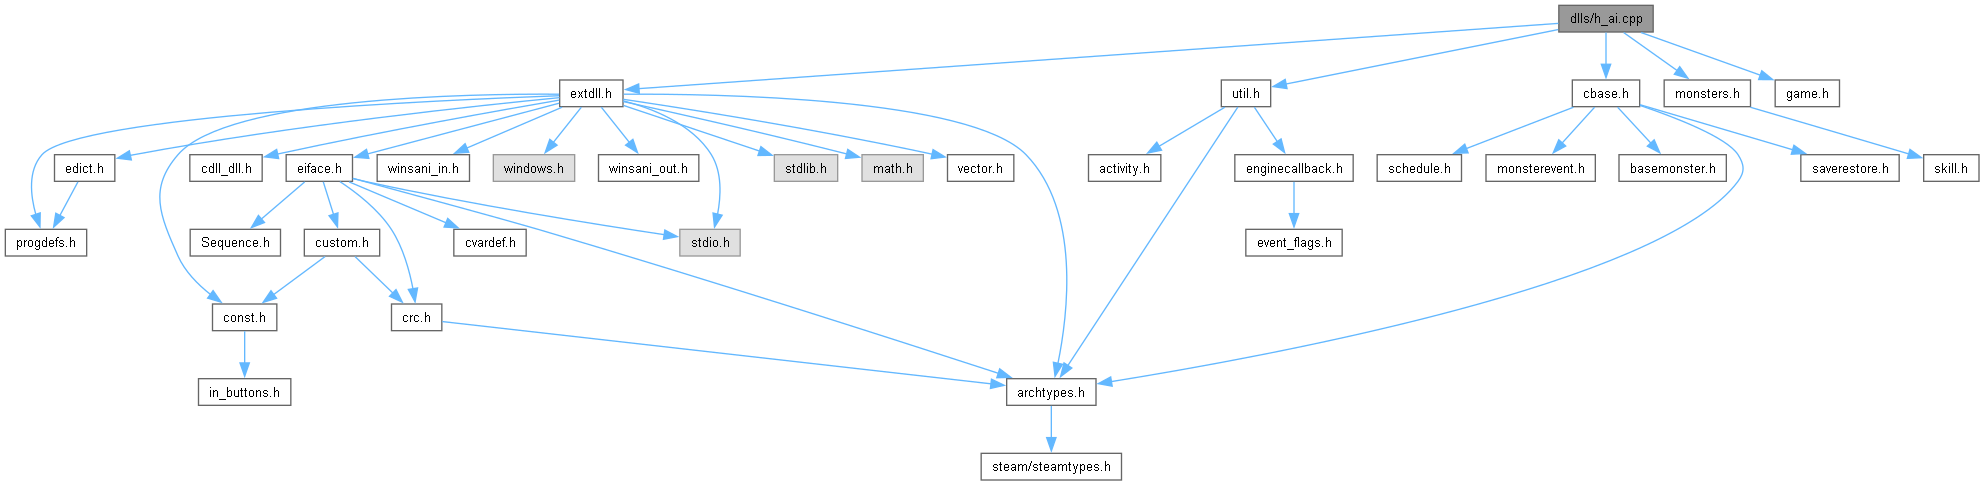 dlls/h_ai.cpp
extdll.h
util.h
cbase.h
monsters.h
game.h
edict.h
cdll_dll.h
eiface.h
winsani_in.h
windows.h
winsani_out.h
stdlib.h
math.h
vector.h
activity.h
enginecallback.h
schedule.h
monsterevent.h
basemonster.h
saverestore.h
skill.h
progdefs.h
Sequence.h
custom.h
cvardef.h
stdio.h
event_flags.h
const.h
crc.h
in_buttons.h
archtypes.h
steam/steamtypes.h